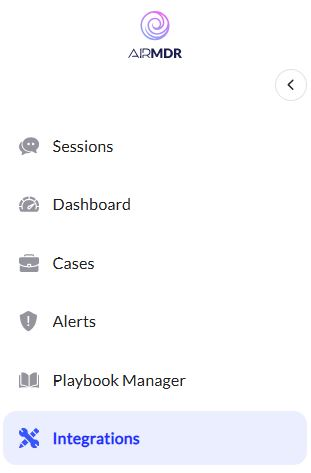 AIRMDR
Sessions
Dashboard
Cases
Alerts
Playbook Manager
Integrations